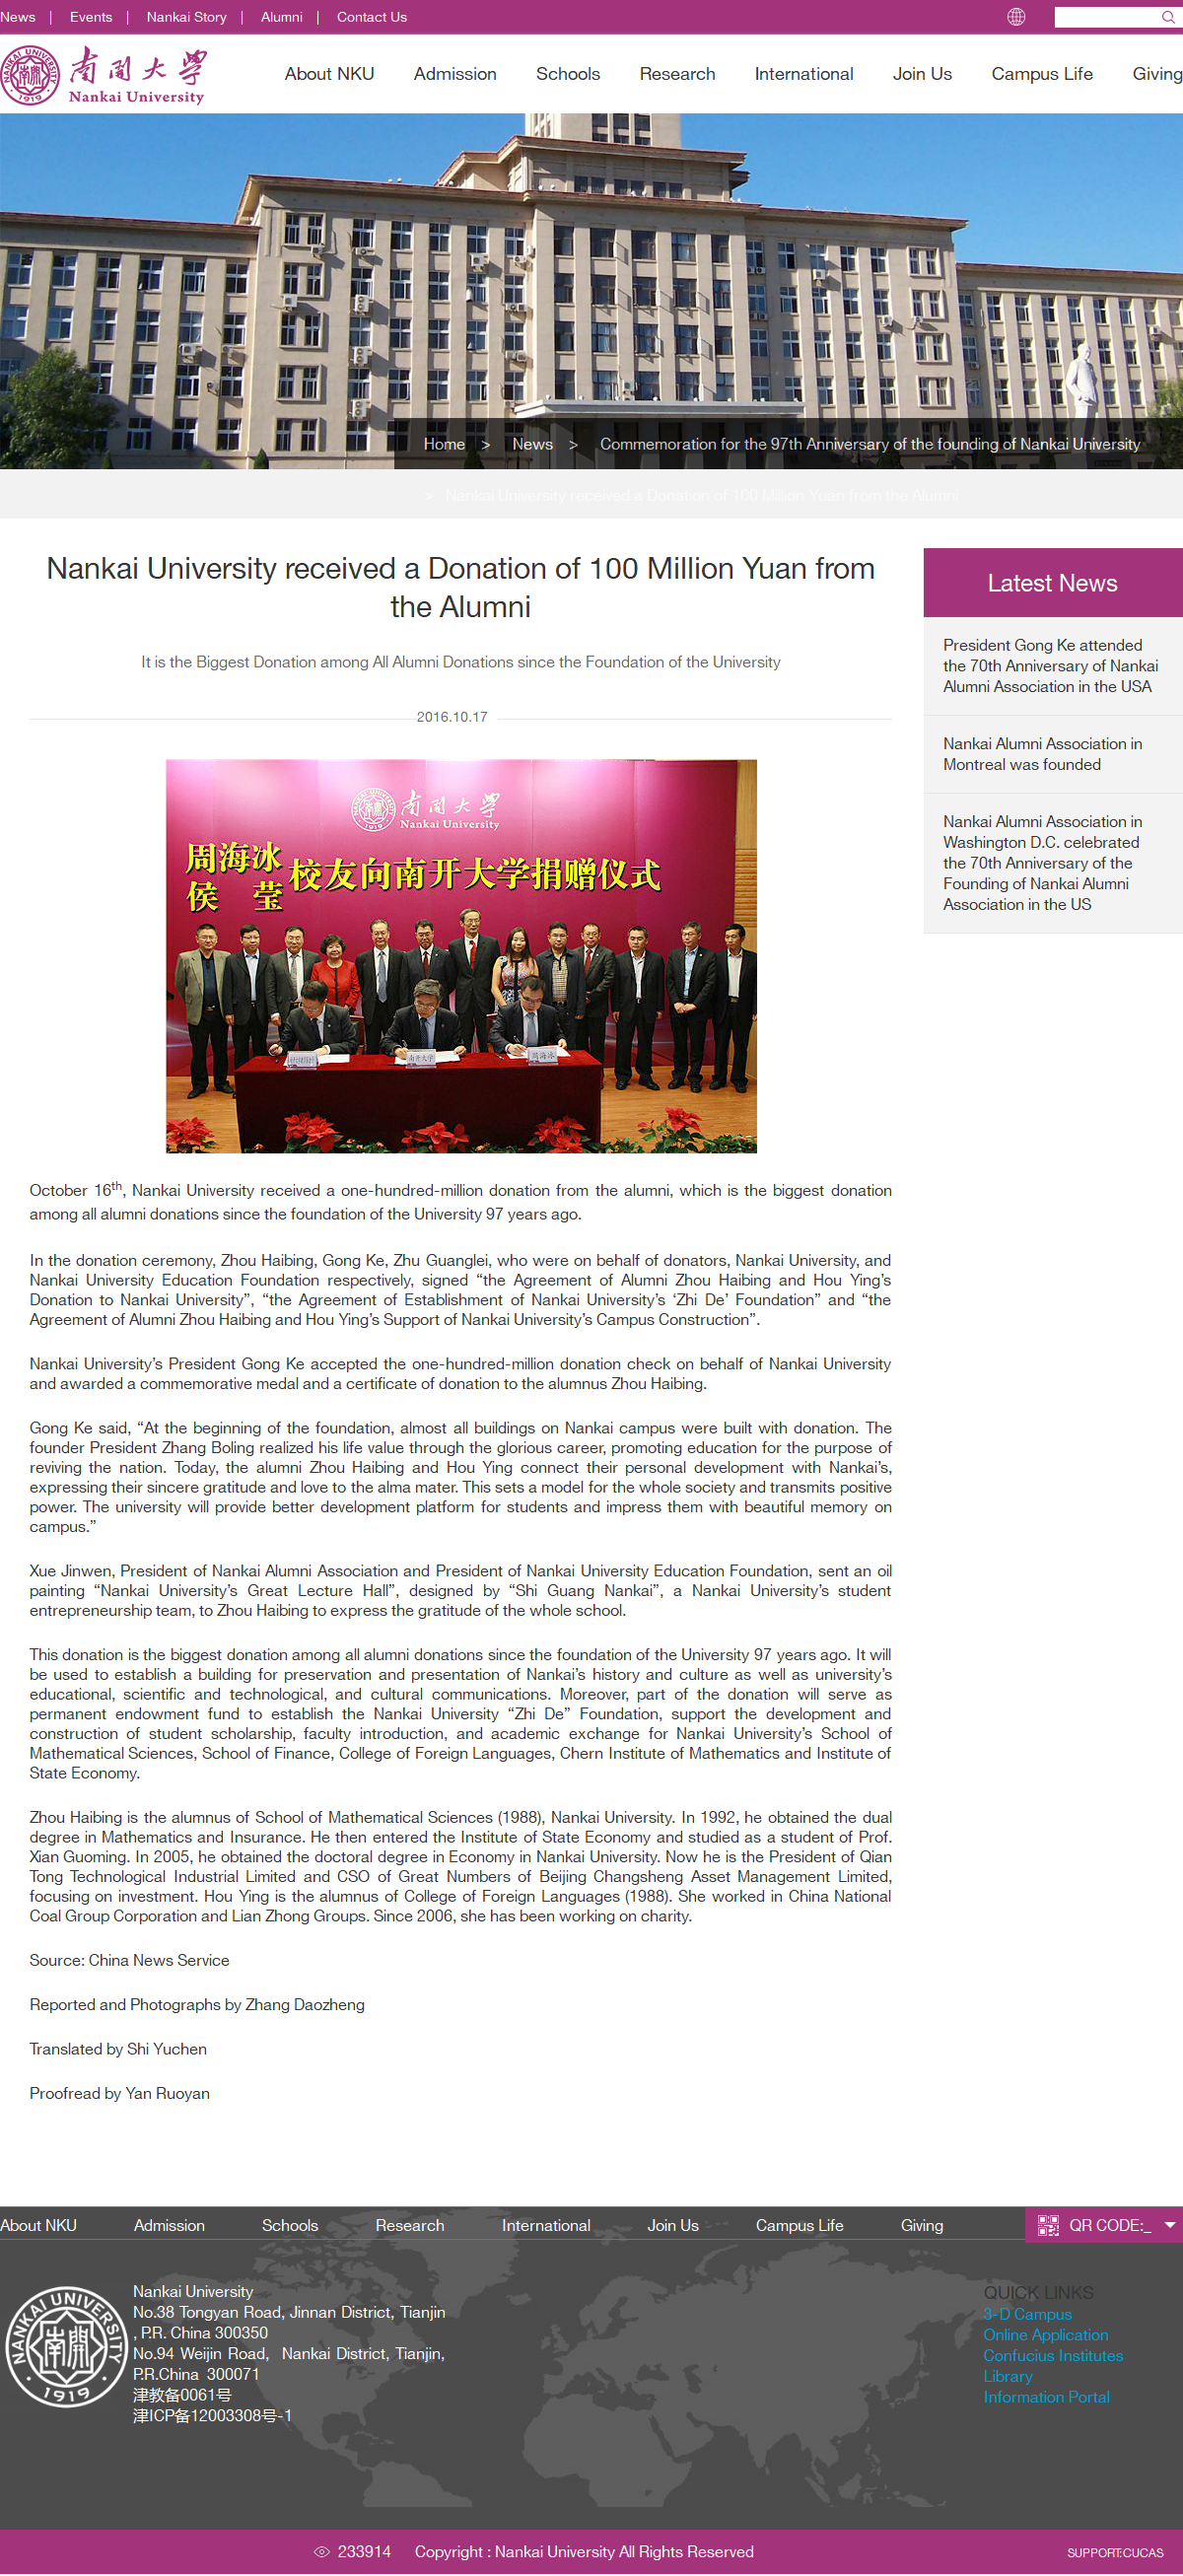 News | Events | Nankai Story | Alumni | Contact Us
南開大學
Nankai University
NANKAI UNIVERSITY
南開
1919
About NKU Admission Schools Research International Join Us Campus Life Giving
Home > News > Commemoration for the 97th Anniversary of the founding of Nankai University
> Nankai University received a Donation of 100 Million Yuan from the Alumni
Nankai University received a Donation of 100 Million Yuan from
the Alumni
It is the Biggest Donation among All Alumni Donations since the Foundation of the University
2016.10.17
南開大學
Nankai University
周海冰
侯 莹 校友向南开大学捐赠仪式
南开大学
周海冰
October 16th, Nankai University received a one-hundred-million donation from the alumni, which is the biggest donation
among all alumni donations since the foundation of the University 97 years ago.
In the donation ceremony, Zhou Haibing, Gong Ke, Zhu Guanglei, who were on behalf of donators, Nankai University, and
Nankai University Education Foundation respectively, signed “the Agreement of Alumni Zhou Haibing and Hou Ying’s
Donation to Nankai University”, “the Agreement of Establishment of Nankai University’s ‘Zhi De’ Foundation” and “the
Agreement of Alumni Zhou Haibing and Hou Ying’s Support of Nankai University’s Campus Construction”.
Nankai University’s President Gong Ke accepted the one-hundred-million donation check on behalf of Nankai University
and awarded a commemorative medal and a certificate of donation to the alumnus Zhou Haibing.
Gong Ke said, “At the beginning of the foundation, almost all buildings on Nankai campus were built with donation. The
founder President Zhang Boling realized his life value through the glorious career, promoting education for the purpose of
reviving the nation. Today, the alumni Zhou Haibing and Hou Ying connect their personal development with Nankai’s,
expressing their sincere gratitude and love to the alma mater. This sets a model for the whole society and transmits positive
power. The university will provide better development platform for students and impress them with beautiful memory on
campus.”
Xue Jinwen, President of Nankai Alumni Association and President of Nankai University Education Foundation, sent an oil
painting “Nankai University’s Great Lecture Hall”, designed by “Shi Guang Nankai”, a Nankai University’s student
entrepreneurship team, to Zhou Haibing to express the gratitude of the whole school.
This donation is the biggest donation among all alumni donations since the foundation of the University 97 years ago. It will
be used to establish a building for preservation and presentation of Nankai’s history and culture as well as university’s
educational, scientific and technological, and cultural communications. Moreover, part of the donation will serve as
permanent endowment fund to establish the Nankai University “Zhi De” Foundation, support the development and
construction of student scholarship, faculty introduction, and academic exchange for Nankai University’s School of
Mathematical Sciences, School of Finance, College of Foreign Languages, Chern Institute of Mathematics and Institute of
State Economy.
Zhou Haibing is the alumnus of School of Mathematical Sciences (1988), Nankai University. In 1992, he obtained the dual
degree in Mathematics and Insurance. He then entered the Institute of State Economy and studied as a student of Prof.
Xian Guoming. In 2005, he obtained the doctoral degree in Economy in Nankai University. Now he is the President of Qian
Tong Technological Industrial Limited and CSO of Great Numbers of Beijing Changsheng Asset Management Limited,
focusing on investment. Hou Ying is the alumnus of College of Foreign Languages (1988). She worked in China National
Coal Group Corporation and Lian Zhong Groups. Since 2006, she has been working on charity.
Source: China News Service
Reported and Photographs by Zhang Daozheng
Translated by Shi Yuchen
Proofread by Yan Ruoyan
Latest News
President Gong Ke attended
the 70th Anniversary of Nankai
Alumni Association in the USA
Nankai Alumni Association in
Montreal was founded
Nankai Alumni Association in
Washington D.C. celebrated
the 70th Anniversary of the
Founding of Nankai Alumni
Association in the US
About NKU Admission Schools Research International Join Us Campus Life Giving
QR CODE:_
NANKAI UNIVERSITY
南開
1919
Nankai University
No.38 Tongyan Road, Jinnan District, Tianjin
, P.R. China 300350
No.94 Weijin Road, Nankai District, Tianjin,
P.R.China 300071
津教备0061号
津ICP备12003308号-1
QUICK LINKS
3-D Campus
Online Application
Confucius Institutes
Library
Information Portal
233914 Copyright : Nankai University All Rights Reserved
SUPPORT:CUCAS